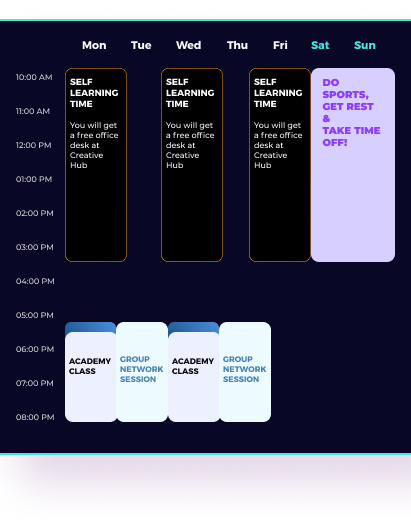 Mon Tue Wed Thu Fri Sat Sun
10:00 AM
11:00 AM
12:00 PM
01:00 PM
02:00 PM
03:00 PM
04:00 PM
05:00 PM
06:00 PM
07:00 PM
08:00 PM
SELF
LEARNING
TIME
You will get
a free office
desk at
Creative
Hub
SELF
LEARNING
TIME
You will get
a free office
desk at
Creative
Hub
SELF
LEARNING
TIME
You will get
a free office
desk at
Creative
Hub
DO
SPORTS,
GET REST
&
TAKE TIME
OFF!
ACADEMY
CLASS
GROUP
NETWORK
SESSION
ACADEMY
CLASS
GROUP
NETWORK
SESSION